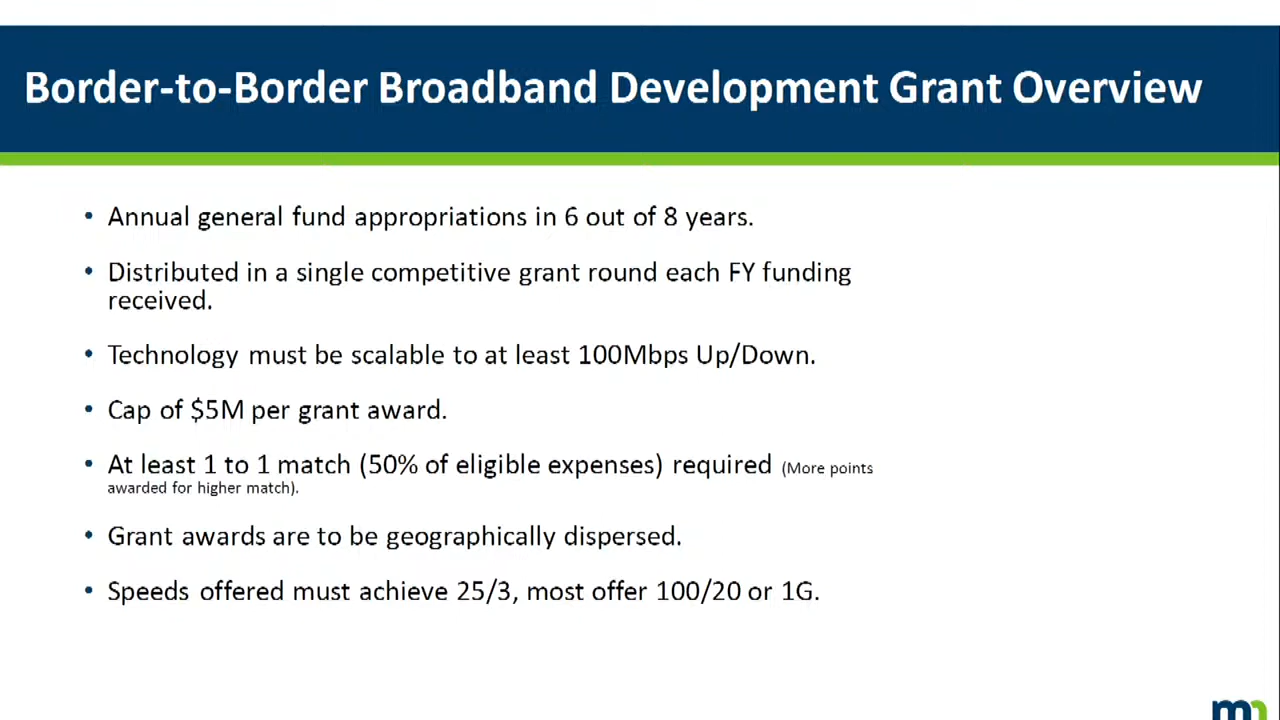 Border-to-Border Broadband Development Grant Overview
• Annual general fund appropriations in 6 out of 8 years.
• Distributed in a single competitive grant round each FY funding
received.
• Technology must be scalable to at least 100Mbps Up/Down.
• Cap of $5M per grant award.
• At least 1 to 1 match (50% of eligible expenses) required (More points
awarded for higher match).
• Grant awards are to be geographically dispersed.
• Speeds offered must achieve 25/3, most offer 100/20 or 1G.
mn